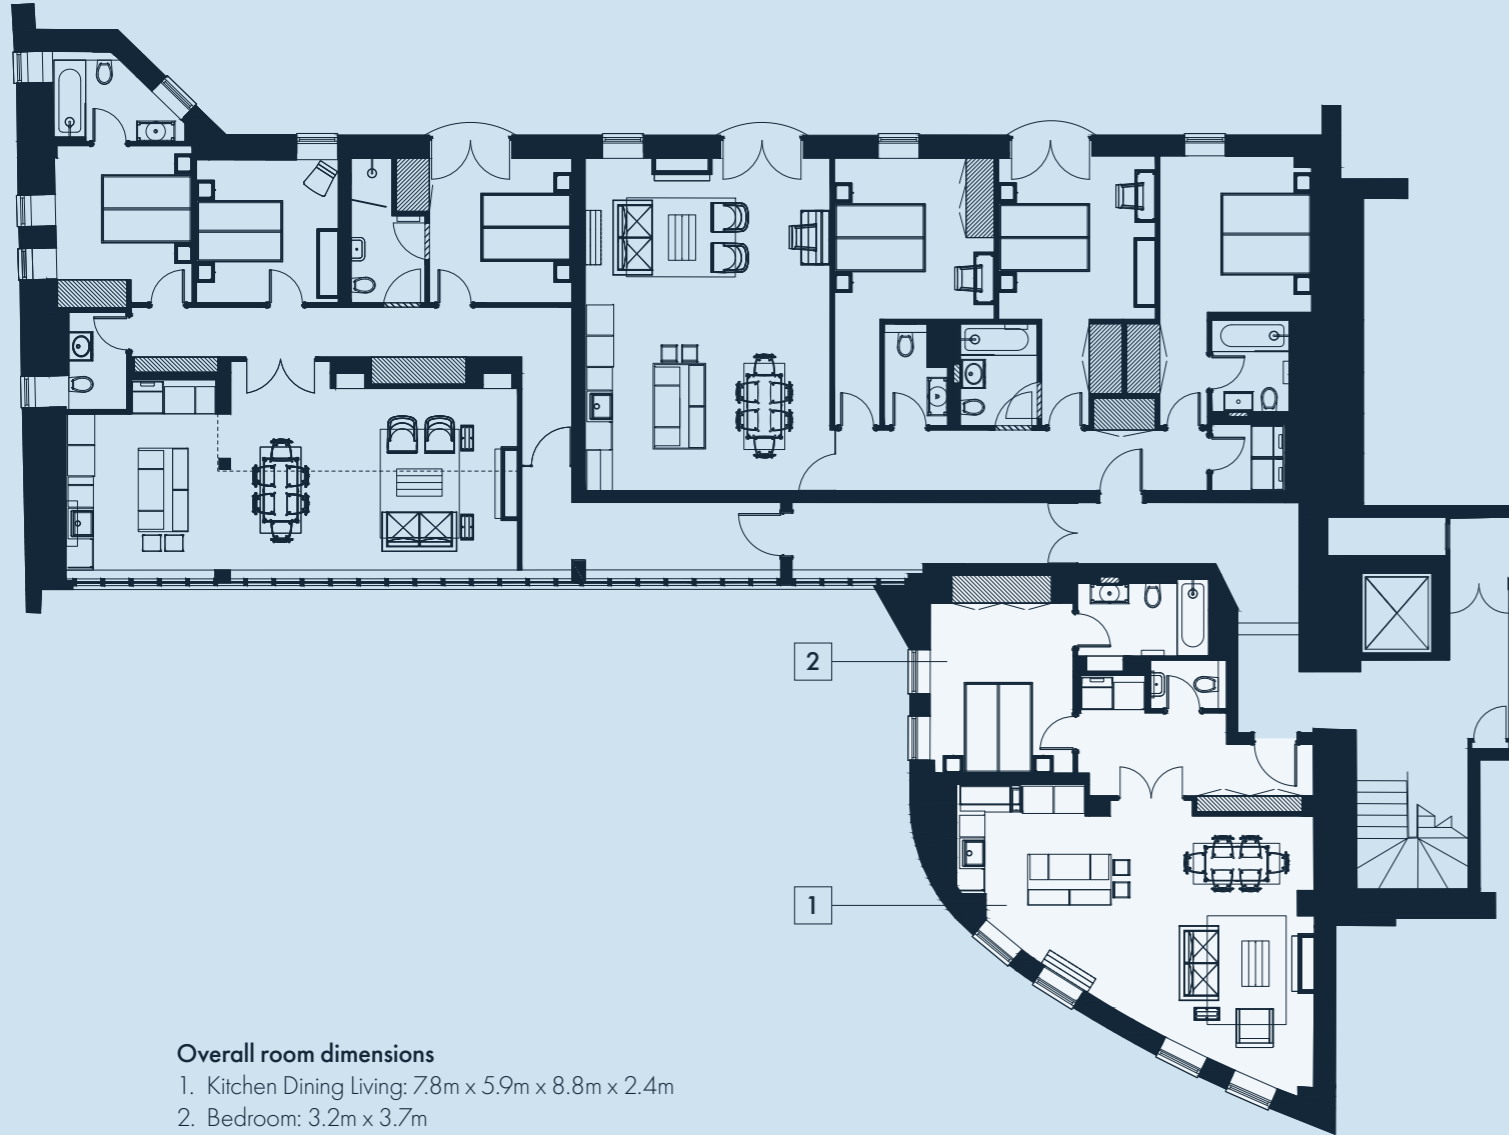 2
1
Overall room dimensions
1. Kitchen Dining Living: 7.8m x 5.9m x 8.8m x 2.4m
2. Bedroom: 3.2m x 3.7m